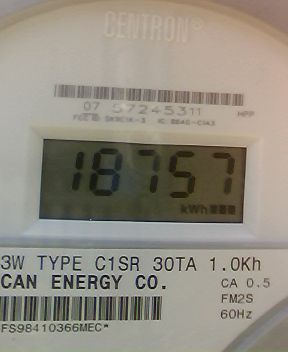 CENTRON®
07 57245311 HPP
18757
kWh
3W TYPE C1SR 30TA 1.0Kh
CAN ENERGY CO. CA 0.5
FM2S
60Hz
FS98410366MEC*